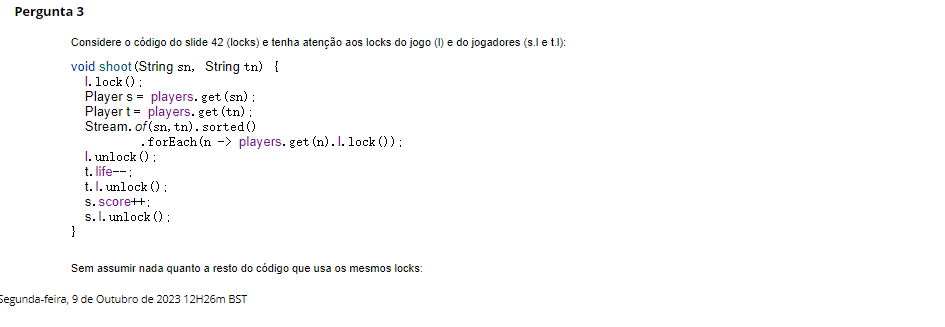 Pergunta 3
Considere o código do slide 42 (locks) e tenha atenção aos locks do jogo (l) e do jogadores (s.l e t.l):
void shoot(String sn, String tn) {
l.lock();
Player s = players.get(sn);
Player t = players.get(tn);
Stream.of(sn,tn).sorted()
.forEach(n -> players.get(n).l.lock());
l.unlock();
t.life--;
t.l.unlock();
s.score++;
s.l.unlock();
}
Sem assumir nada quanto a resto do código que usa os mesmos locks:
Segunda-feira, 9 de Outubro de 2023 12H26m BST